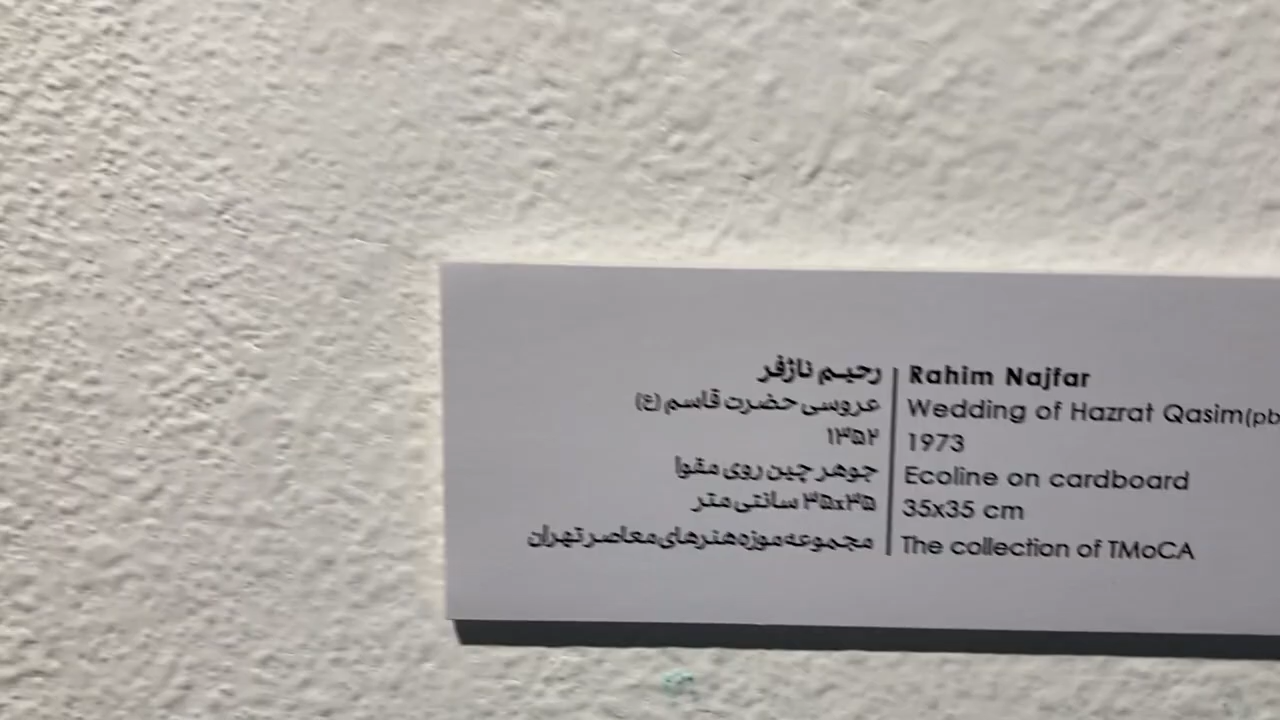 رحیم ناژفر
عروسی حضرت قاسم (ع)
۱۳۵۲
جوهر چین روی مقوا
۳۵x۳۵ سانتی متر
مجموعه موزه هنرهای معاصر تهران
Rahim Najfar
Wedding of Hazrat Qasim(pb
1973
Ecoline on cardboard
35x35 cm
The collection of TMoCA